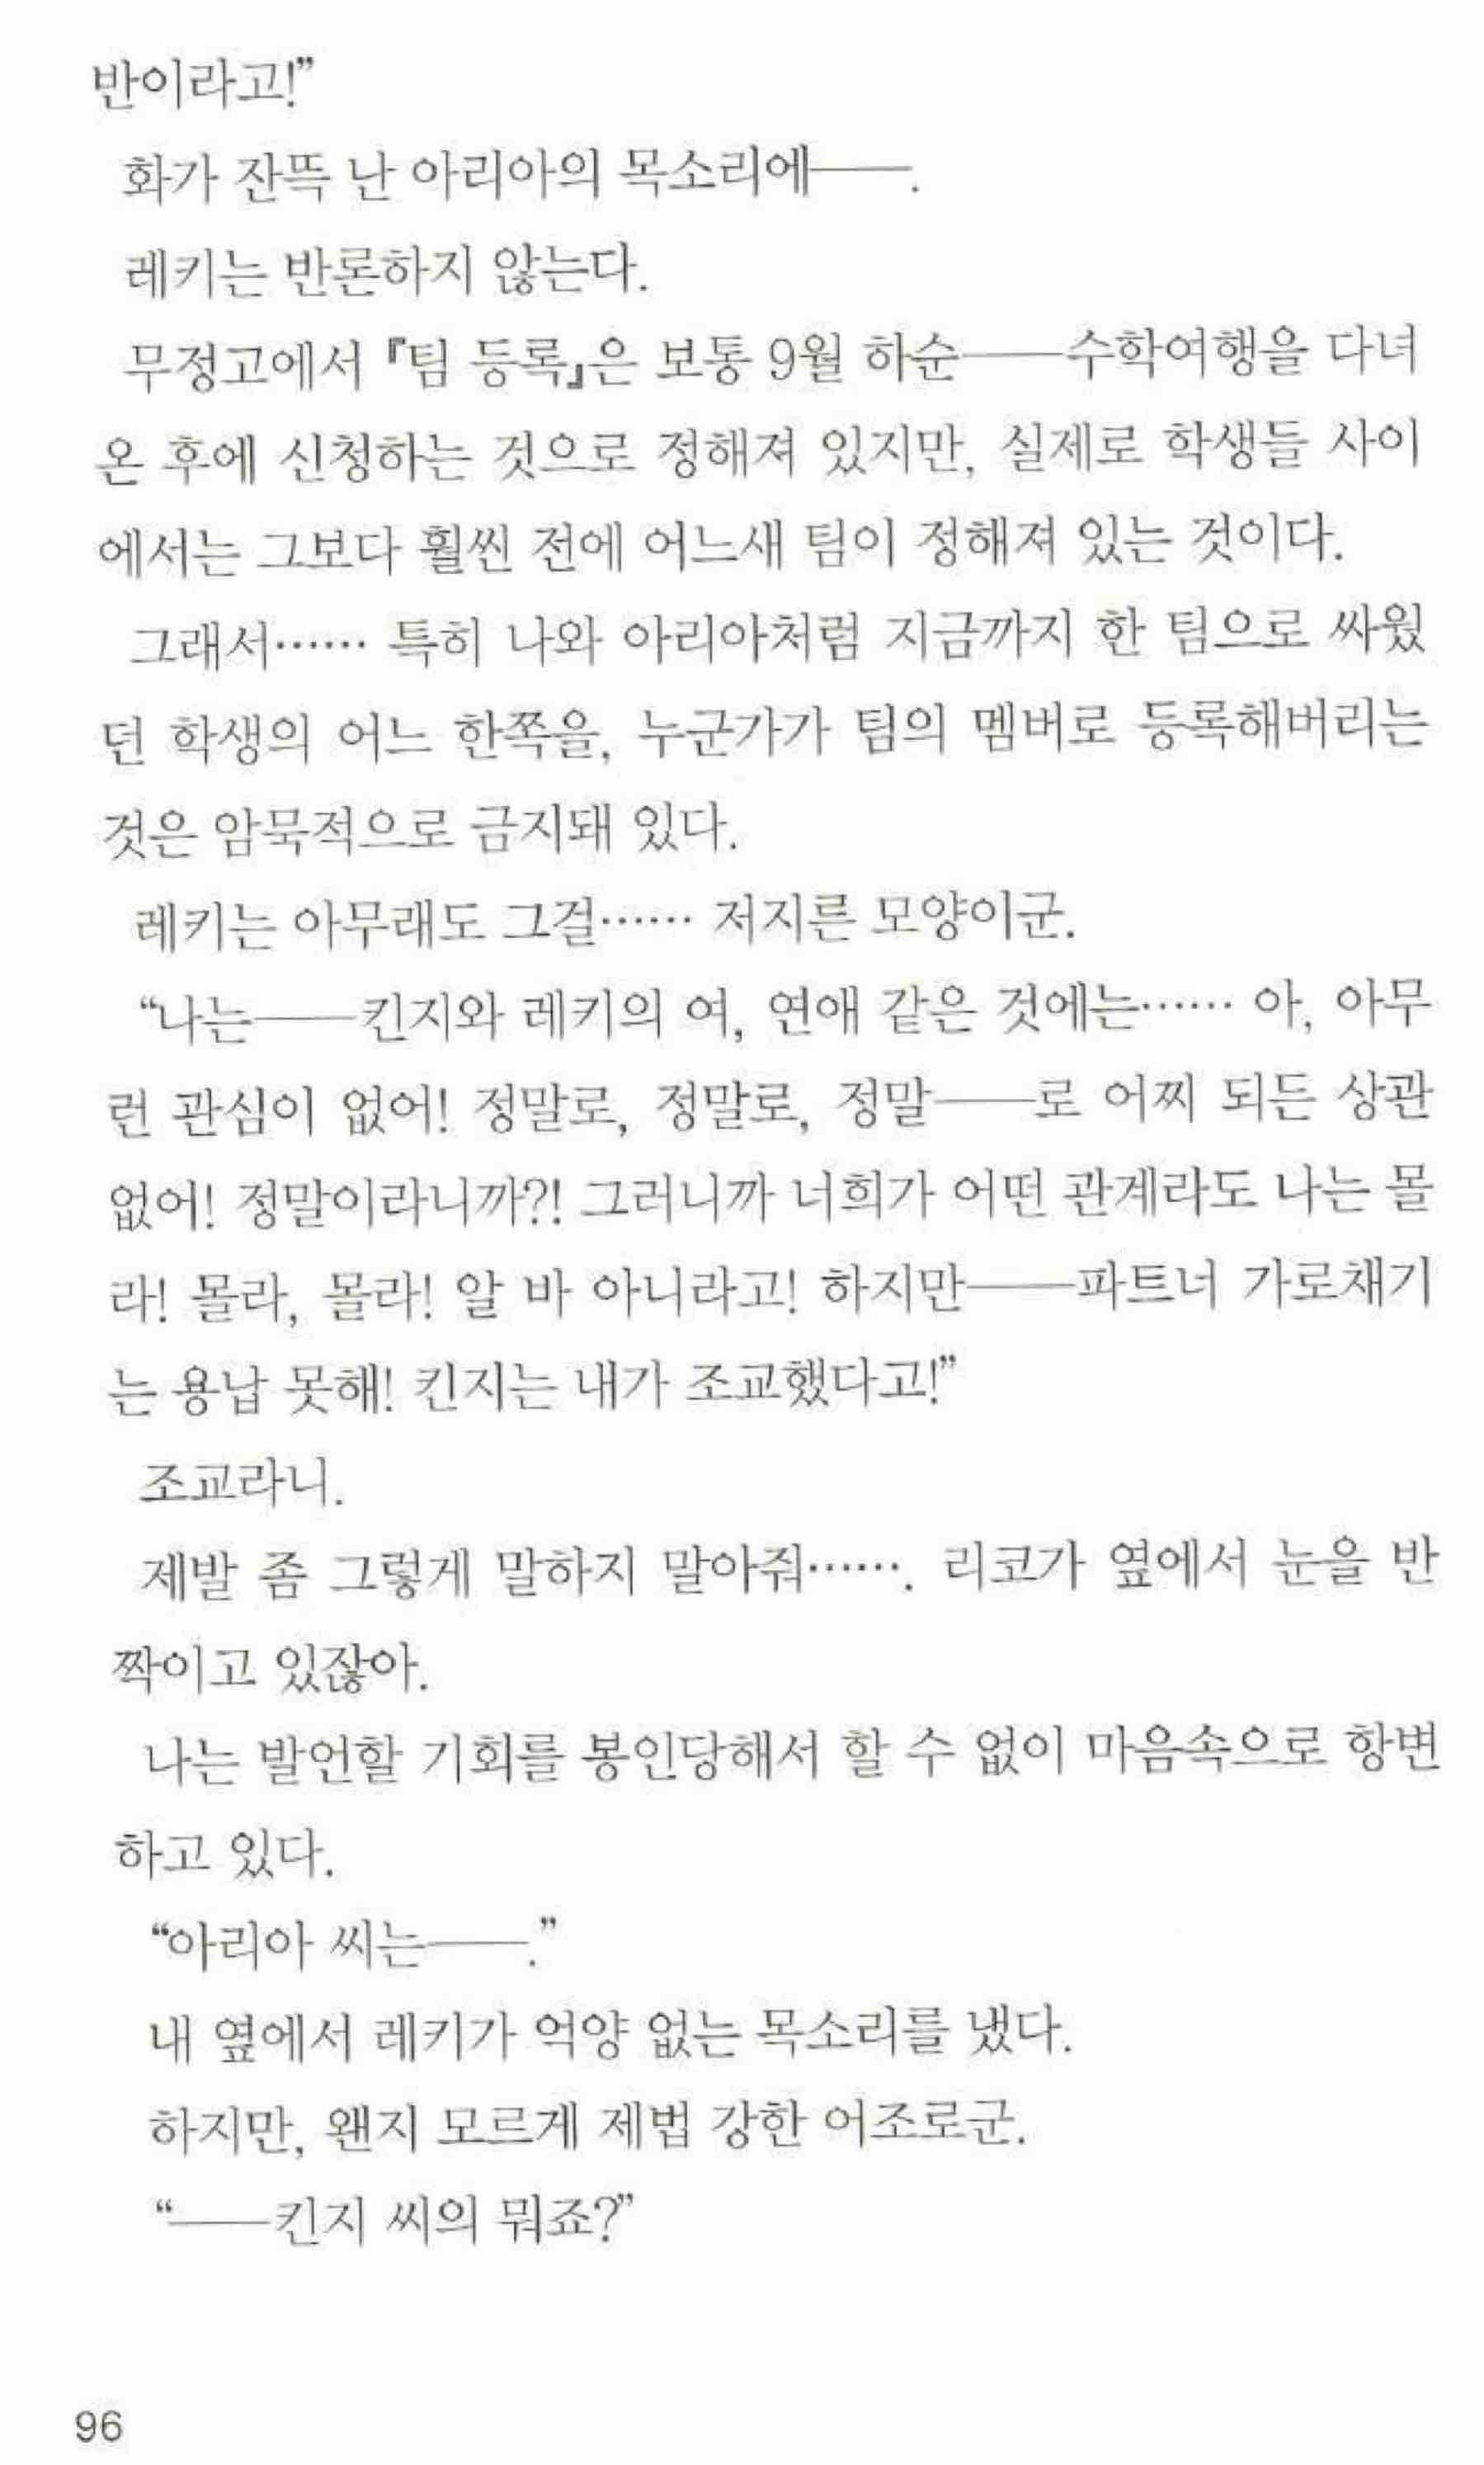 반이라고!”
화가 잔뜩 난 아리아의 목소리에――.
레키는 반론하지 않는다.
무정고에서 『팀 등록』은 보통 9월 하순――수학여행을 다녀
온 후에 신청하는 것으로 정해져 있지만, 실제로 학생들 사이
에서는 그보다 훨씬 전에 어느새 팀이 정해져 있는 것이다.
그래서…… 특히 나와 아리아처럼 지금까지 한 팀으로 싸웠
던 학생의 어느 한쪽을, 누군가가 팀의 멤버로 등록해버리는
것은 암묵적으로 금지돼 있다.
레키는 아무래도 그걸…… 저지른 모양이군.
“나는――킨지와 레키의 여, 연애 같은 것에는…… 아, 아무
런 관심이 없어! 정말로, 정말로, 정말――로 어찌 되든 상관
없어! 정말이라니까?! 그러니까 너희가 어떤 관계라도 나는 몰
라! 몰라, 몰라! 알 바 아니라고! 하지만――파트너 가로채기
는 용납 못해! 킨지는 내가 조교했다고!”
조교라니.
제발 좀 그렇게 말하지 말아줘……. 리코가 옆에서 눈을 반
짝이고 있잖아.
나는 발언할 기회를 봉인당해서 할 수 없이 마음속으로 항변
하고 있다.
“아리아 씨는――.”
내 옆에서 레키가 억양 없는 목소리를 냈다.
하지만, 왠지 모르게 제법 강한 어조로군.
“――킨지 씨의 뭐죠?”
96